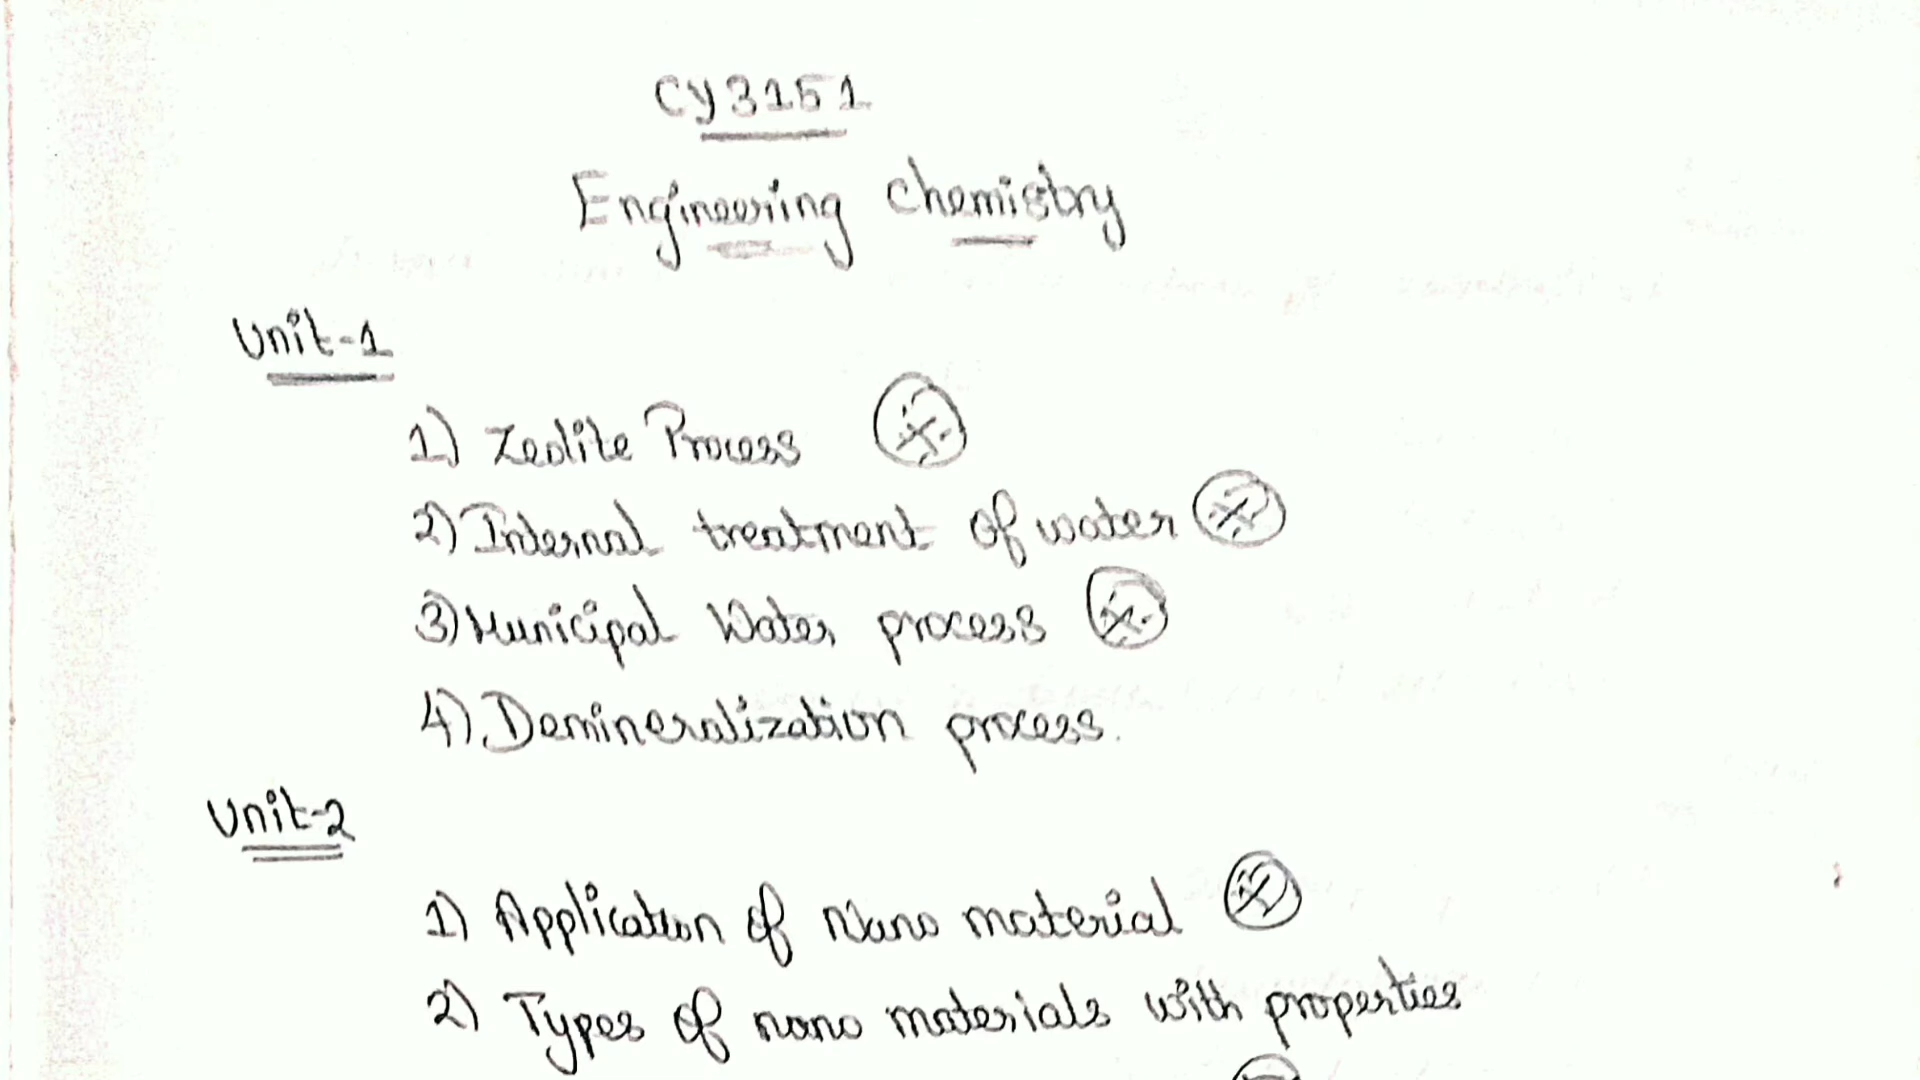 CY3151
Engineering Chemistry
Unit-1
1) Zeolite Process
2) Internal treatment of water
3) Municipal Water process
4) Demineralization process.
Unit-2
1) Application of Nano material
2) Types of nano materials with properties